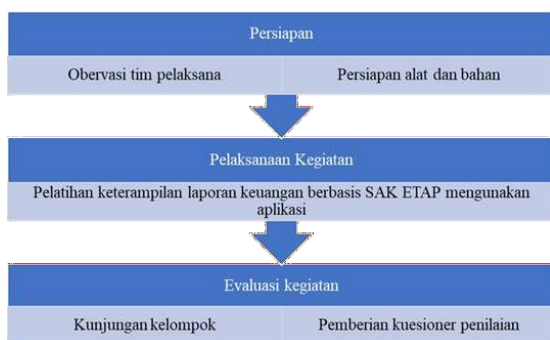 Persiapan
Obervasi tim pelaksana
Persiapan alat dan bahan
Pelaksanaan Kegiatan
Pelatihan keterampilan laporan keuangan berbasis SAK ETAP mengunakan
aplikasi
Evaluasi kegiatan
Kunjungan kelompok
Pemberian kuesioner penilaian